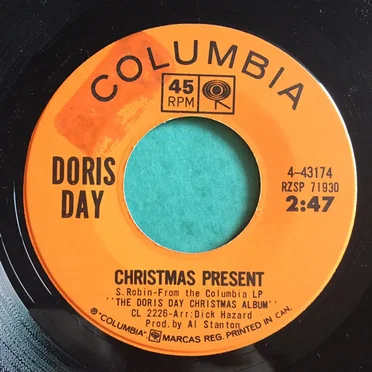 COLUMBIA
45
RPM
DORIS
DAY
4-43174
RZSP 71930
2:47
CHRISTMAS PRESENT
S.Robin-From the Columbia LP
"THE DORIS DAY CHRISTMAS ALBUM"
CL 2226-Arr:Dick Hazard
Prod.by Al Stanton
® "COLUMBIA" MARCAS REG. PRINTED IN CAN.